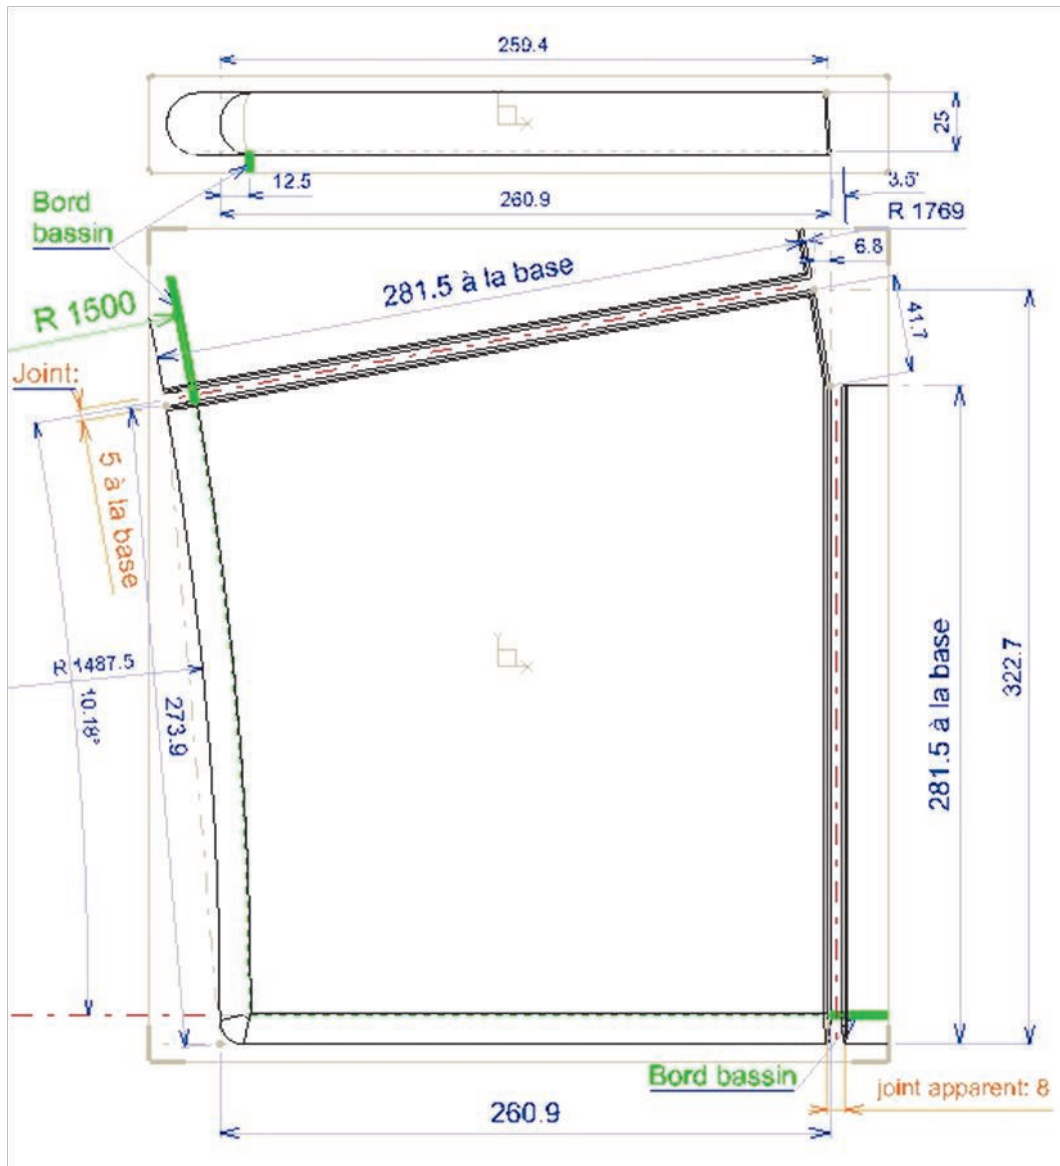 259.4
25
12.5
260.9
3.5'
R 1769
6.8
Bord
bassin
281.5 à la base
R 1500
41.7
Joint:
5 à la base
R 1487.5
10.18°
273.9
281.5 à la base
322.7
Bord bassin
joint apparent: 8
260.9
X
Y
X